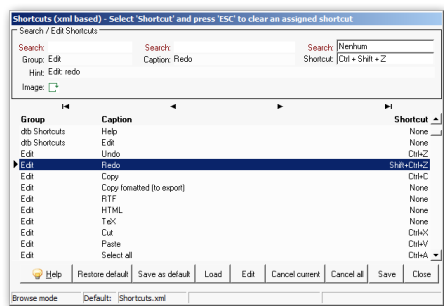 Shortcuts (xml based) - Select 'Shortcut' and press 'ESC' to clear an assigned shortcut
Search / Edit Shortcuts
Search: Search: Search: Nenhum
Group: Edit Caption: Redo Shortcut: Ctrl + Shift + Z
Hint: Edit: redo
Image:
Group Caption Shortcut
dtb Shortcuts Help None
dtb Shortcuts Edit None
Edit Undo Ctrl+Z
Edit Redo Shift+Ctrl+Z
Edit Copy Ctrl+C
Edit Copy fomatted (to export) None
Edit RTF None
Edit HTML None
Edit TeX None
Edit Cut Ctrl+X
Edit Paste Ctrl+V
Edit Select all Ctrl+A
Help Restore default Save as default Load Edit Cancel current Cancel all Save Close
Browse mode Default: Shortcuts.xml